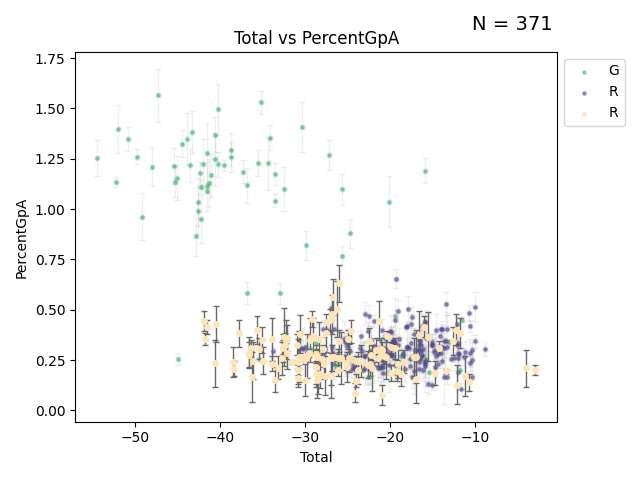 N = 371
Total vs PercentGpA
G
R
R
PercentGpA
1.75
1.50
1.25
1.00
0.75
0.50
0.25
0.00
−50
−40
−30
−20
−10
Total